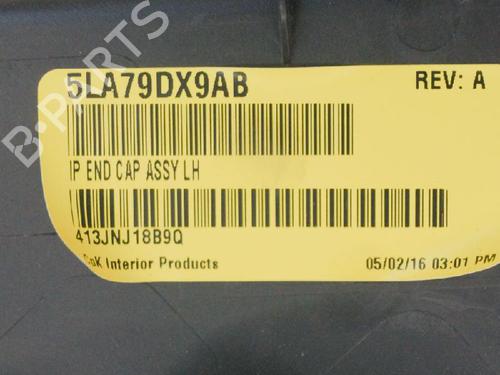 5LA79DX9AB REV: A
IP END CAP ASSY LH
413JNJ18B9Q
Interior Products 05/02/16 03:01 PM
B-PARTS